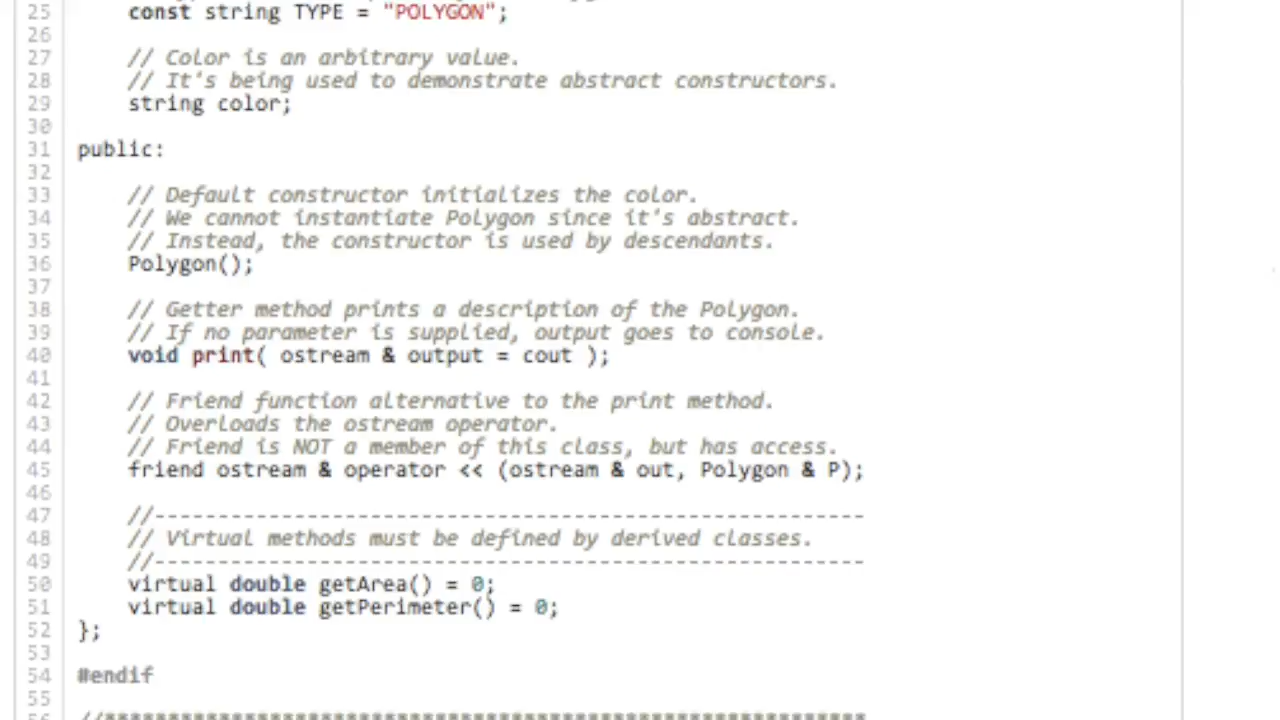 25 const string TYPE = "POLYGON";
26
27 // Color is an arbitrary value.
28 // It's being used to demonstrate abstract constructors.
29 string color;
30
31 public:
32
33 // Default constructor initializes the color.
34 // We cannot instantiate Polygon since it's abstract.
35 // Instead, the constructor is used by descendants.
36 Polygon();
37
38 // Getter method prints a description of the Polygon.
39 // If no parameter is supplied, output goes to console.
40 void print( ostream & output = cout );
41
42 // Friend function alternative to the print method.
43 // Overloads the ostream operator.
44 // Friend is NOT a member of this class, but has access.
45 friend ostream & operator << (ostream & out, Polygon & P);
46
47 //--------------------------------------------------------
48 // Virtual methods must be defined by derived classes.
49 //--------------------------------------------------------
50 virtual double getArea() = 0;
51 virtual double getPerimeter() = 0;
52 };
53
54 #endif
55